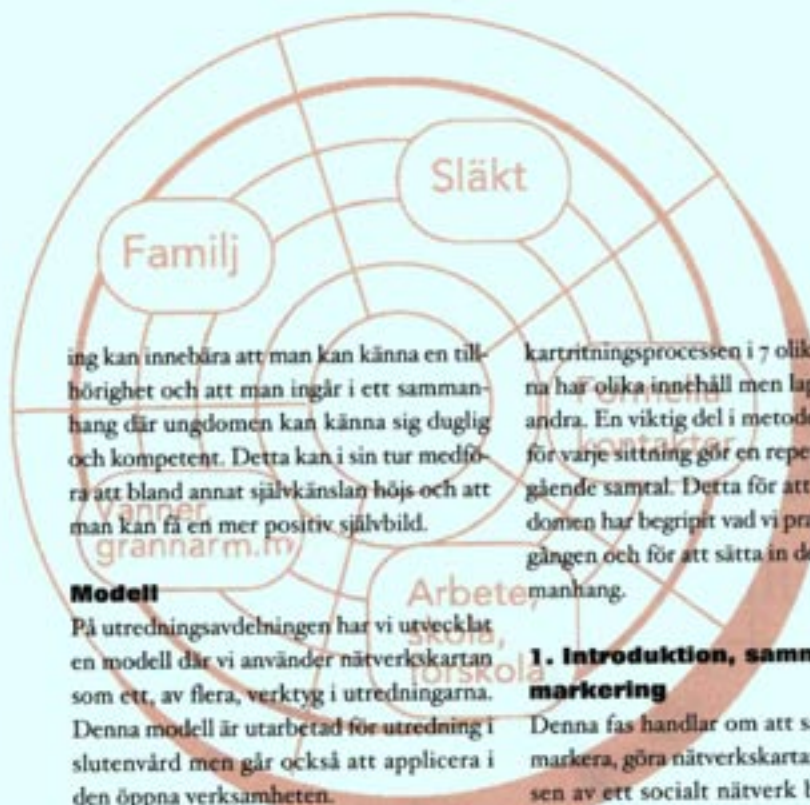 Släkt
Familj
ing kan innebära att man kan känna en till-
hörighet och att man ingår i ett samman-
hang där ungdomen kan känna sig duglig
och kompetent. Detta kan i sin tur medfö-
ra att bland annat självkänslan höjs och att
man kan få en mer positiv självbild.
Vänner,
grannar m.m
Modell
På utredningsavdelningen har vi utvecklat
en modell där vi använder nätverkskartan
som ett, av flera, verktyg i utredningarna.
Denna modell är utarbetad för utredning i
slutenvård men går också att applicera i
den öppna verksamheten.
kartritningsprocessen i 7 olik
na har olika innehåll men
andra. En viktig del i
för varje sittning gör en
gående samtal. Detta för att
domen har begripit vad vi
gången och för att sätta in
manhang.
Formella
kontakter
Arbete,
skola,
förskola
1. Introduktion,
markering
Denna fas handlar om att
markera, göra
sen av ett socialt nätverk